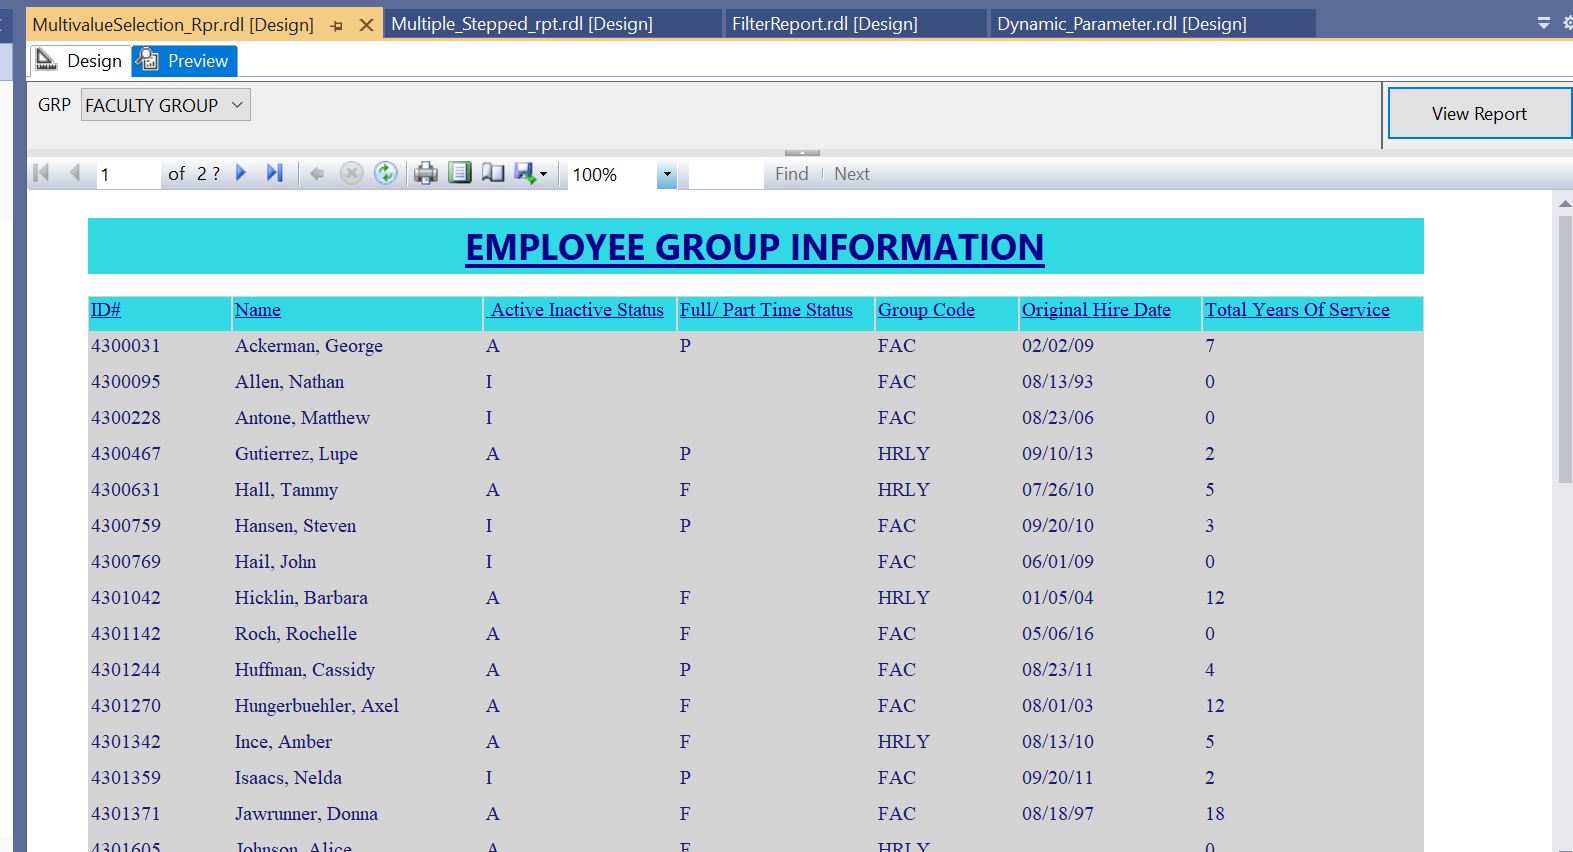 MultivalueSelection_Rpr.rdl [Design] Multiple_Stepped_rpt.rdl [Design] FilterReport.rdl [Design] Dynamic_Parameter.rdl [Design]
Design Preview
GRP FACULTY GROUP View Report
1 of 2 ? 100% Find Next
EMPLOYEE GROUP INFORMATION
ID# Name Active Inactive Status Full/ Part Time Status Group Code Original Hire Date Total Years Of Service
4300031 Ackerman, George A P FAC 02/02/09 7
4300095 Allen, Nathan I FAC 08/13/93 0
4300228 Antone, Matthew I FAC 08/23/06 0
4300467 Gutierrez, Lupe A P HRLY 09/10/13 2
4300631 Hall, Tammy A F HRLY 07/26/10 5
4300759 Hansen, Steven I P FAC 09/20/10 3
4300769 Hail, John I FAC 06/01/09 0
4301042 Hicklin, Barbara A F HRLY 01/05/04 12
4301142 Roch, Rochelle A F FAC 05/06/16 0
4301244 Huffman, Cassidy A P FAC 08/23/11 4
4301270 Hungerbuehler, Axel A F FAC 08/01/03 12
4301342 Ince, Amber A F HRLY 08/13/10 5
4301359 Isaacs, Nelda I P FAC 09/20/11 2
4301371 Jawrunner, Donna A F FAC 08/18/97 18
4301605 Johnson, Alice A F HRLY 0